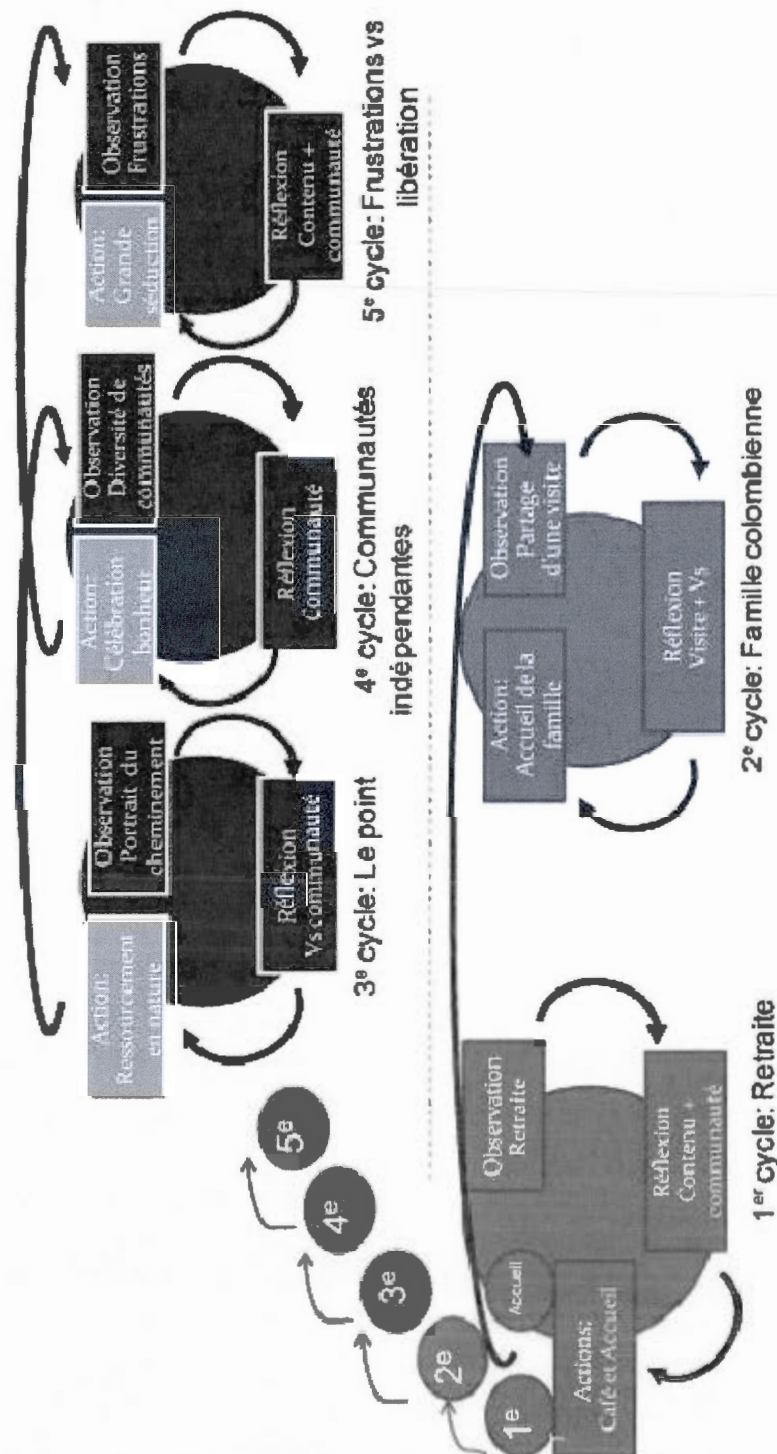 1e
2e
3e
4e
5e
Accueil
Actions:
Café et Accueil
Observation
Retraite
Réflexion
Contenu +
communauté
1er cycle: Retraite
Action:
Accueil de la
famille
Observation
Partage
d'une visite
Réflexion
Visite + Vs
2e cycle: Famille colombienne
Action:
Ressourcement
en nature
Observation
Portrait du
cheminement
Réflexion
Vs communauté
3e cycle: Le point
Action:
Célébration
bonheur
Observation
Diversité de
communautés
Réflexion
Communauté
4e cycle: Communautés
indépendantes
Action:
Grande
séduction
Observation
Frustrations
Réflexion
Contenu +
communauté
5e cycle: Frustrations vs
libération